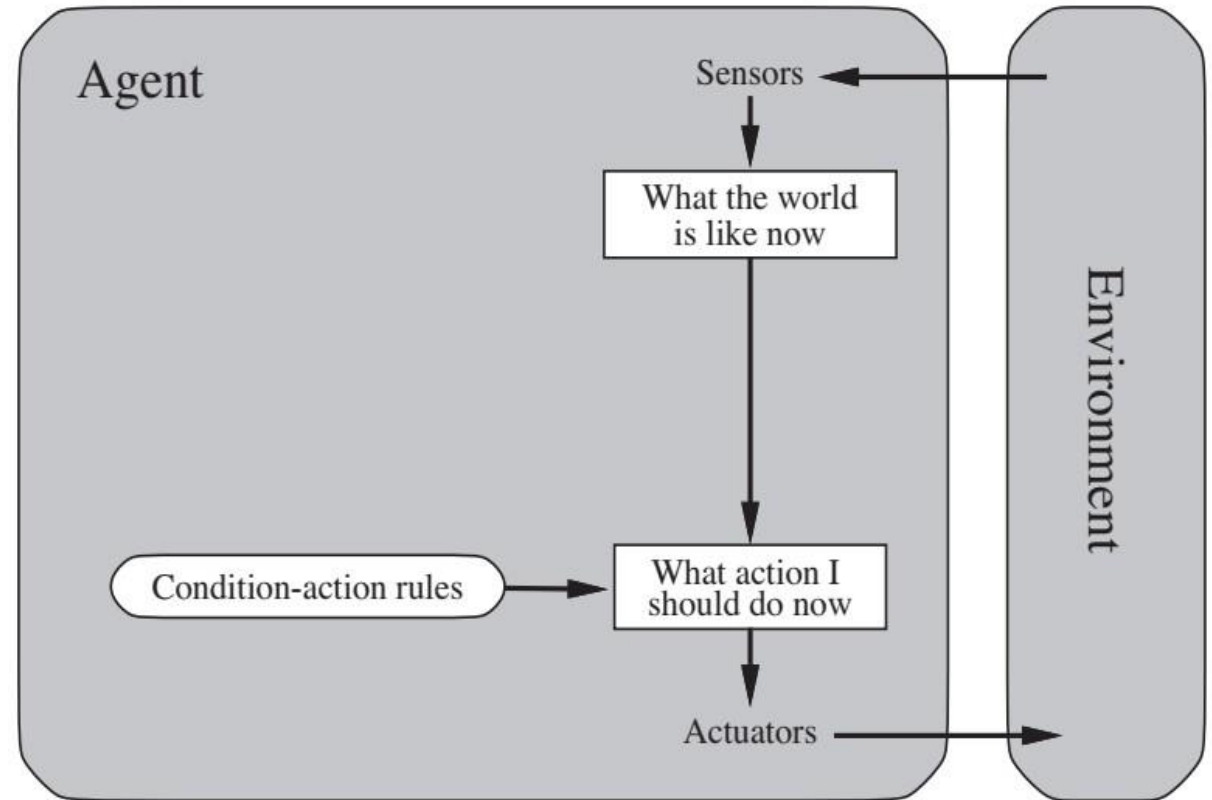 Agent
Sensors
What the world
is like now
Environment
Condition-action rules
What action I
should do now
Actuators